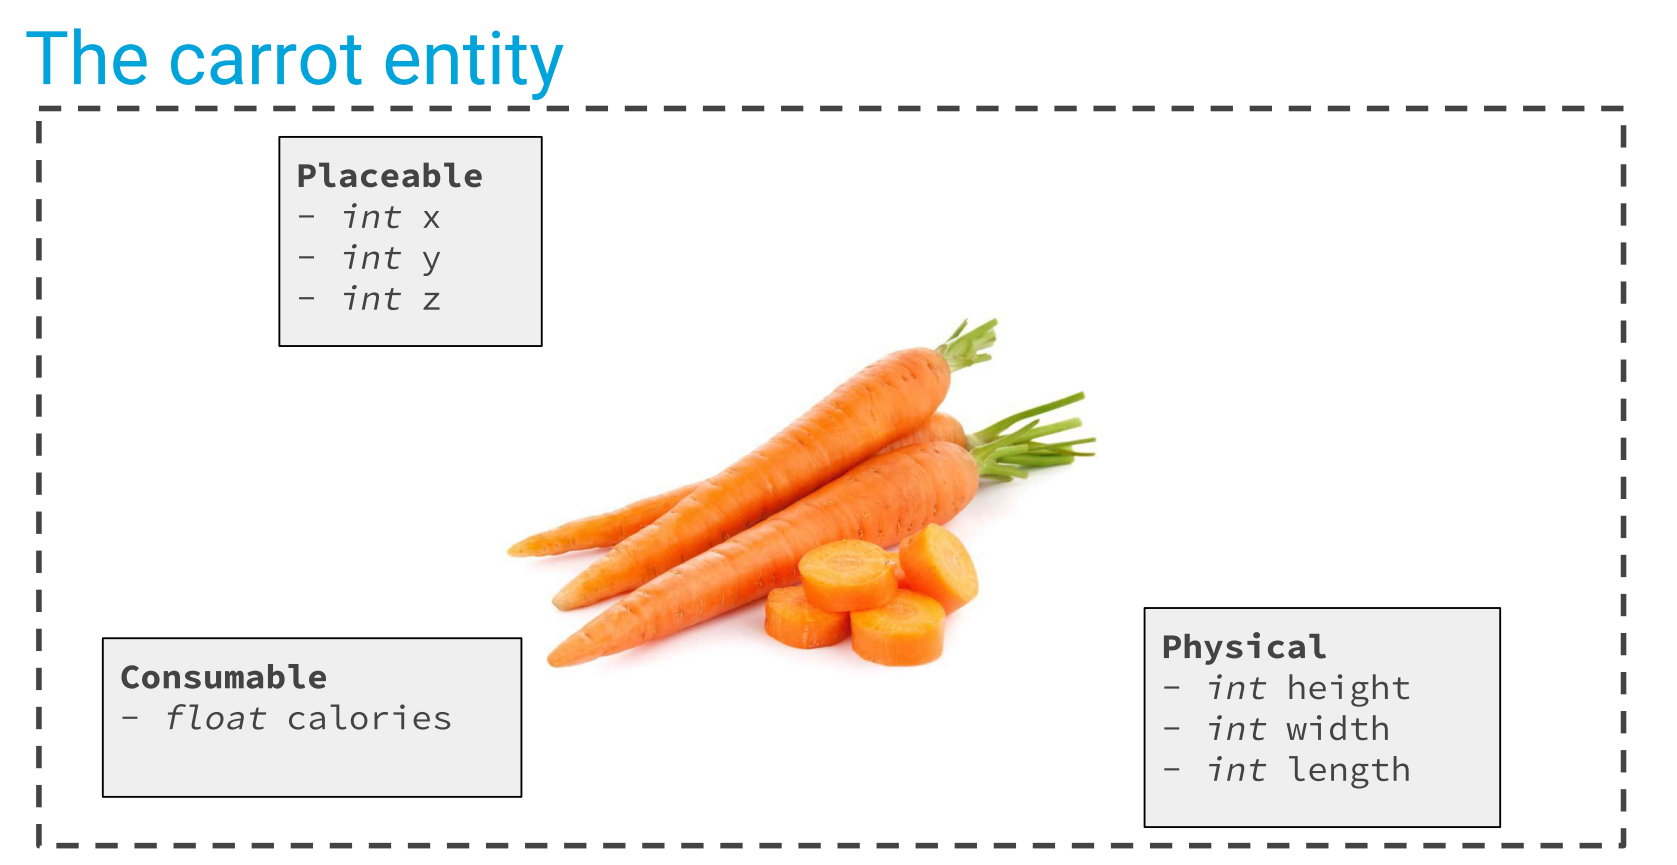 The carrot entity
Placeable
- int x
- int y
- int z
Consumable
- float calories
Physical
- int height
- int width
- int length